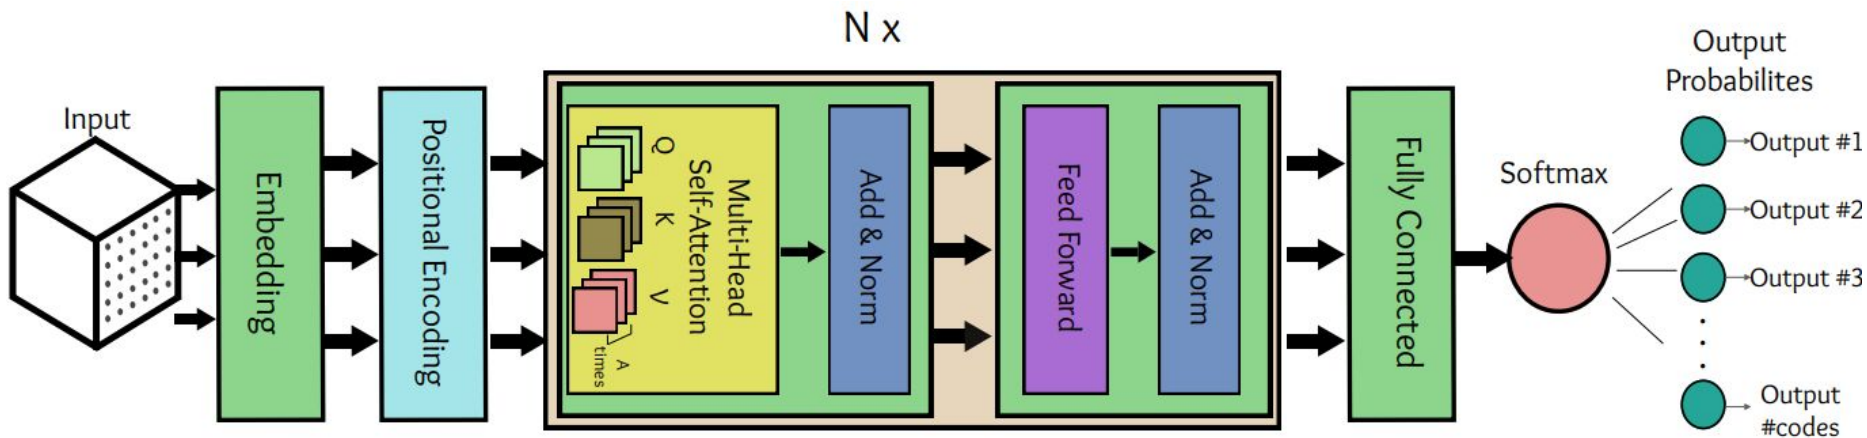 N x
Input
Embedding
Positional Encoding
Q
K
V
A
times
Multi-Head
Self-Attention
Add & Norm
Feed Forward
Add & Norm
Fully Connected
Softmax
Output
Probabilites
Output #1
Output #2
Output #3
Output
#codes